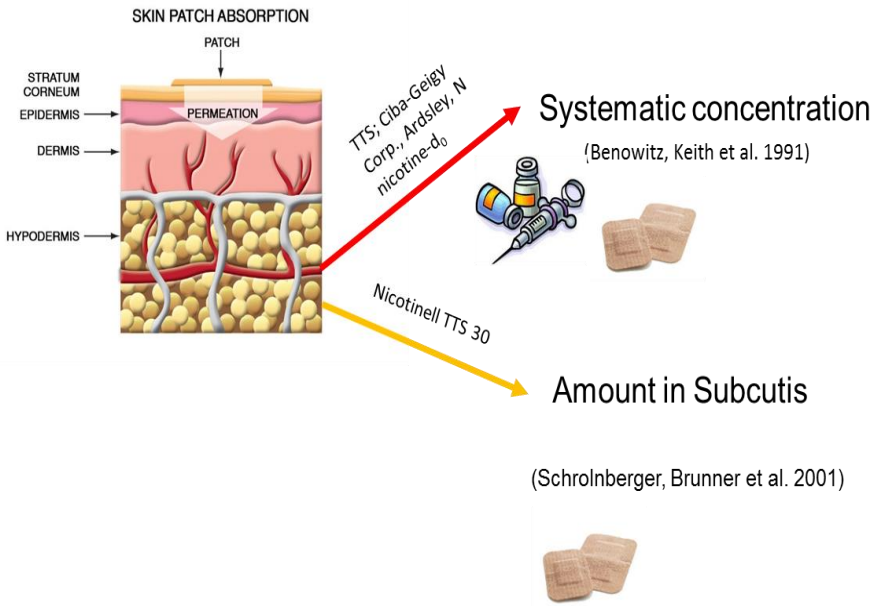 SKIN PATCH ABSORPTION
PATCH
STRATUM
CORNEUM
EPIDERMIS
PERMEATION
DERMIS
HYPODERMIS
TTS; Ciba-Geigy
Corp., Ardsley, N
nicotine-d0
Systematic concentration
(Benowitz, Keith et al. 1991)
Nicotinell TTS 30
Amount in Subcutis
(Schrolnberger, Brunner et al. 2001)